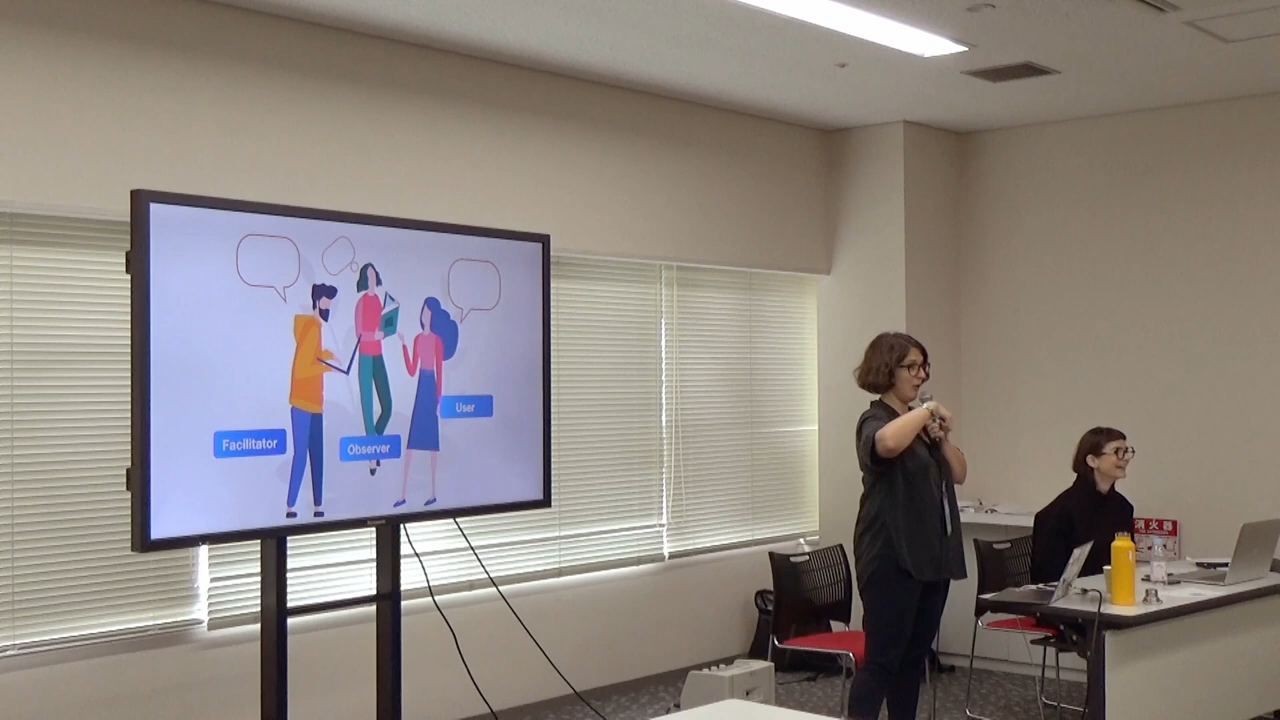 Facilitator
Observer
User
消火器